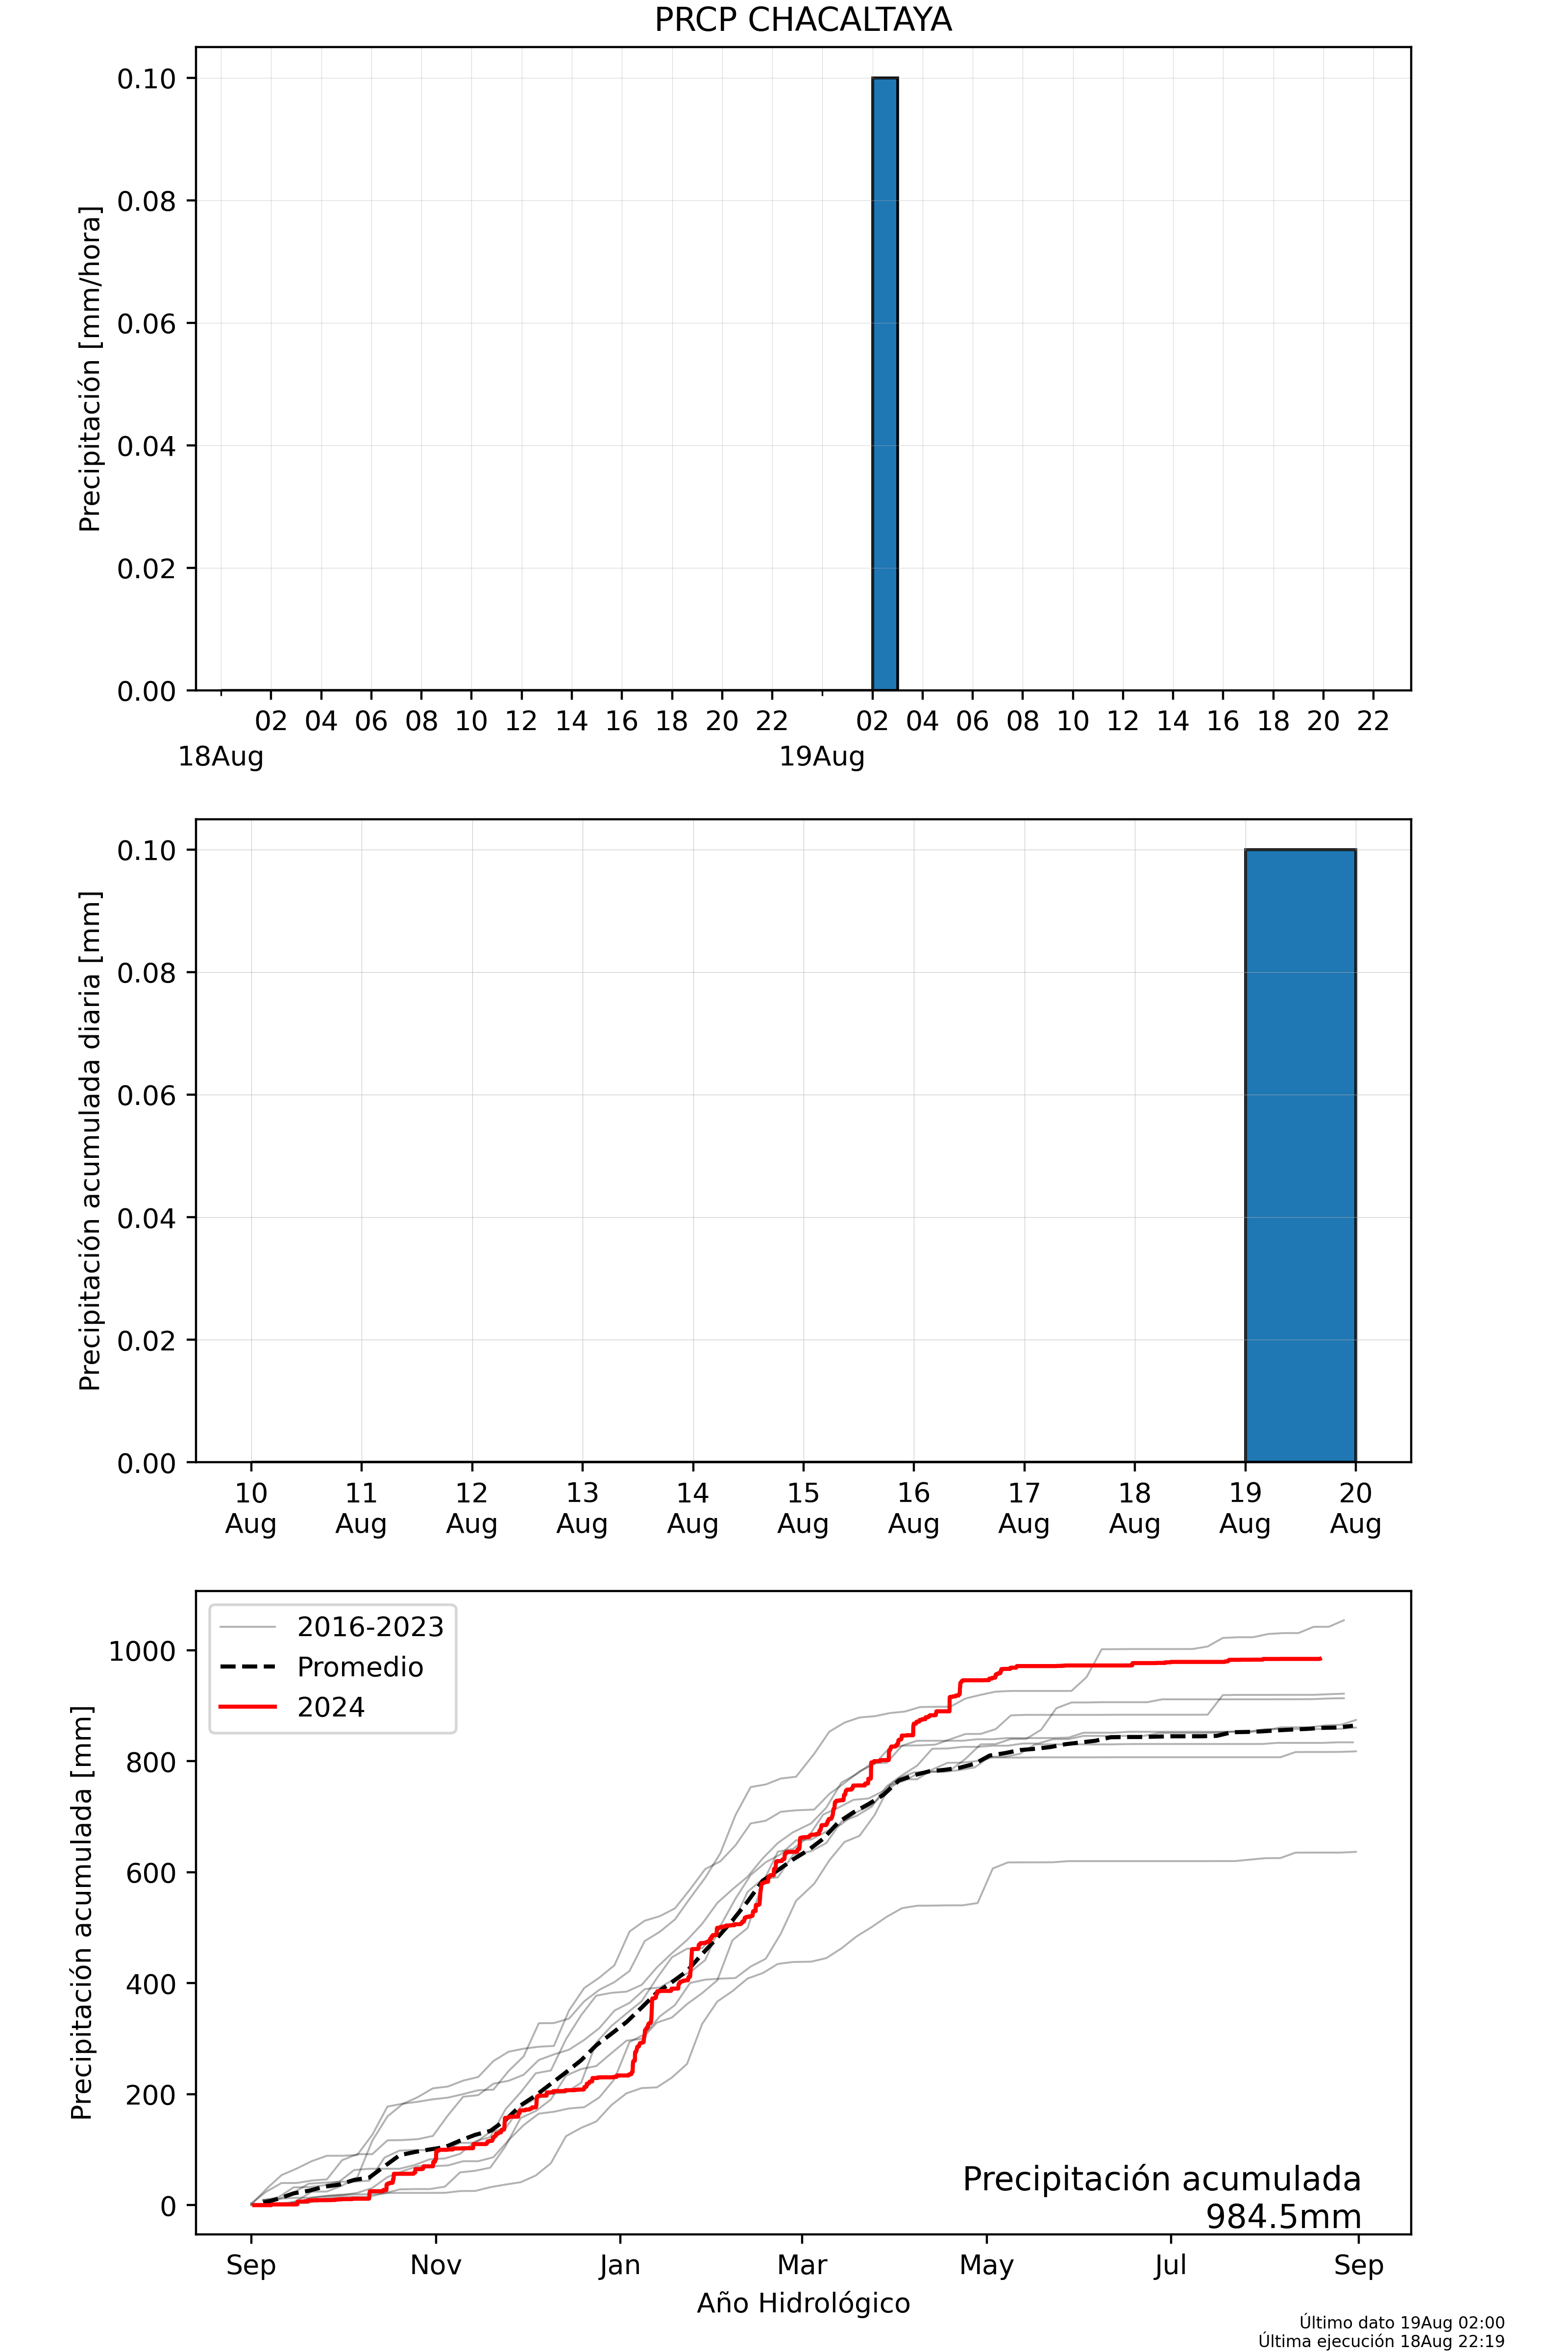 PRCP CHACALTAYA
Precipitación [mm/hora]
0.10
0.08
0.06
0.04
0.02
0.00
02 04 06 08 10 12 14 16 18 20 22 02 04 06 08 10 12 14 16 18 20 22
18Aug 19Aug
Precipitación acumulada diaria [mm]
0.10
0.08
0.06
0.04
0.02
0.00
10 11 12 13 14 15 16 17 18 19 20
Aug Aug Aug Aug Aug Aug Aug Aug Aug Aug Aug
Precipitación acumulada [mm]
1000
800
600
400
200
0
2016-2023
Promedio
2024
Precipitación acumulada
984.5mm
Sep Nov Jan Mar May Jul Sep
Año Hidrológico
Último dato 19Aug 02:00
Última ejecución 18Aug 22:19